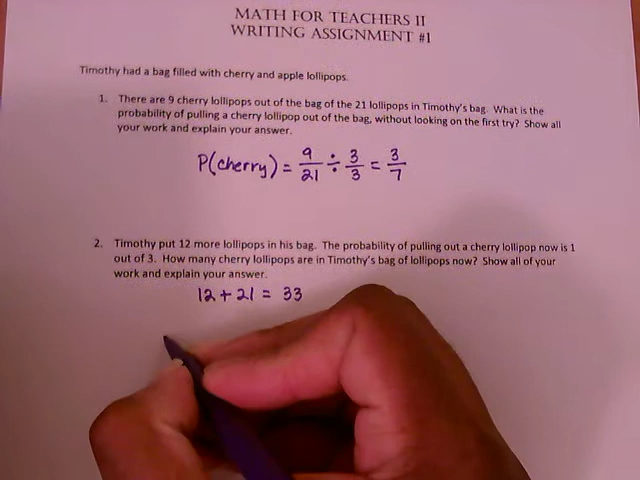 MATH FOR TEACHERS II
WRITING ASSIGNMENT #1
Timothy had a bag filled with cherry and apple lollipops.
1. There are 9 cherry lollipops out of the bag of the 21 lollipops in Timothy's bag. What is the
probability of pulling a cherry lollipop out of the bag, without looking on the first try? Show all
your work and explain your answer.
P(cherry) = 9/21 ÷ 3/3 = 3/7
2. Timothy put 12 more lollipops in his bag. The probability of pulling out a cherry lollipop now is 1
out of 3. How many cherry lollipops are in Timothy's bag of lollipops now? Show all of your
work and explain your answer.
12 + 21 = 33